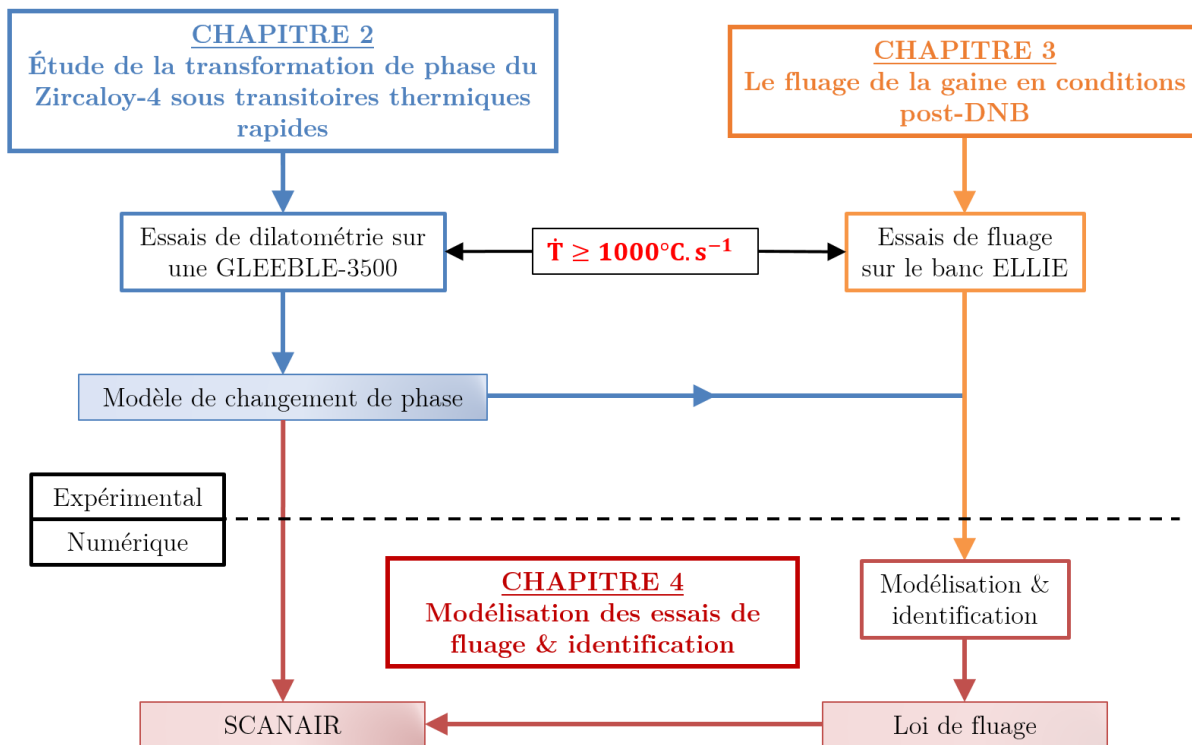 CHAPITRE 2
Étude de la transformation de phase du
Zircaloy-4 sous transitoires thermiques
rapides
CHAPITRE 3
Le fluage de la gaine en conditions
post-DNB
Essais de dilatométrie sur
une GLEEBLE-3500
Ṫ ≥ 1000°C.s⁻¹
Essais de fluage
sur le banc ELLIE
Modèle de changement de phase
Expérimental
Numérique
CHAPITRE 4
Modélisation des essais de
fluage & identification
Modélisation &
identification
SCANAIR
Loi de fluage